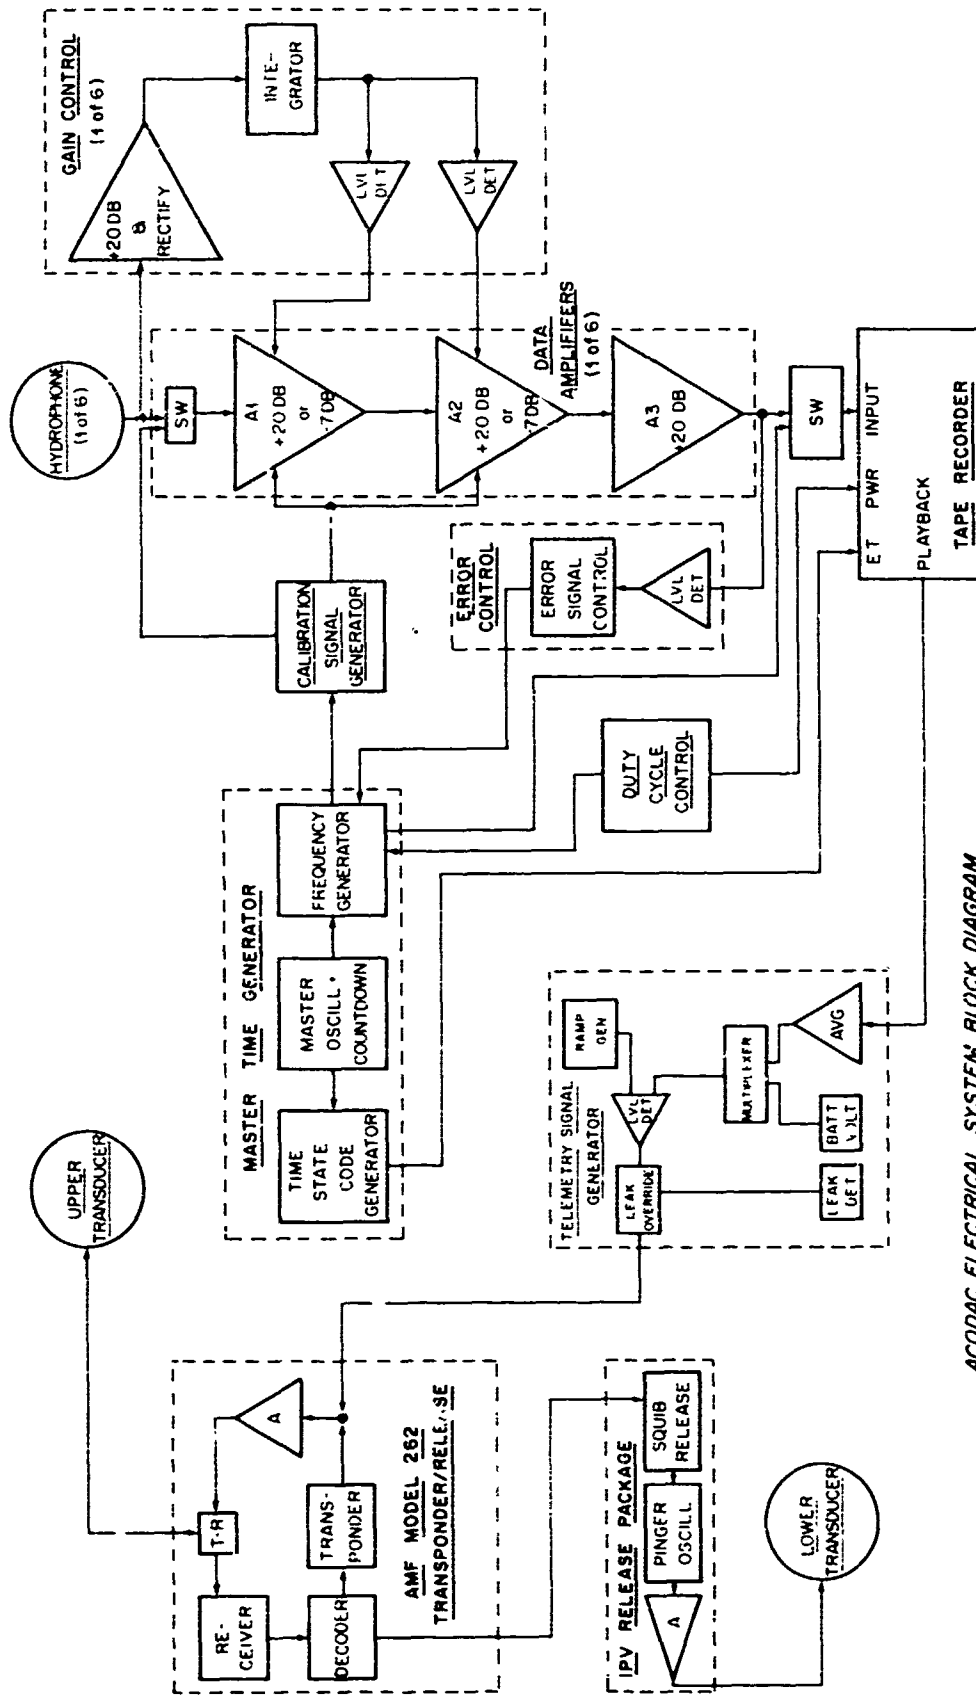 HYDROPHONE
(1 of 6)
GAIN CONTROL
(1 of 6)
+20 DB
&
RECTIFY
INTE-
GRATOR
LVL
DET
LVL
DET
SW
A1
+20 DB
or
-7DB
A2
+20 DB
or
-7DB
A3
+20 DB
DATA
AMPLIFIFERS
(1 of 6)
SW
ET PWR INPUT
PLAYBACK
TAPE RECORDER
CALIBRATION
SIGNAL
GENERATOR
ERROR
CONTROL
ERROR
SIGNAL
CONTROL
LVL
DET
DUTY
CYCLE
CONTROL
MASTER TIME GENERATOR
FREQUENCY
GENERATOR
MASTER
OSCILL +
COUNTDOWN
TIME
STATE
CODE
GENERATOR
UPPER
TRANSDUCER
TELEMETRY SIGNAL
GENERATOR
RAMP
GEN
LVL
DET
LEAK
OVERRIDE
MULTIPLEXER
AVG
BATT
VOLT
LEAK
DET
AMF MODEL 262
TRANSPONDER/RELEASE
T-R
A
RE-
CEIVER
DECODER
TRANS-
PONDER
IPV RELEASE PACKAGE
SQUIB
RELEASE
PINGER
OSCILL
A
LOWER
TRANSDUCER
ACODAC ELECTRICAL SYSTEM BLOCK DIAGRAM